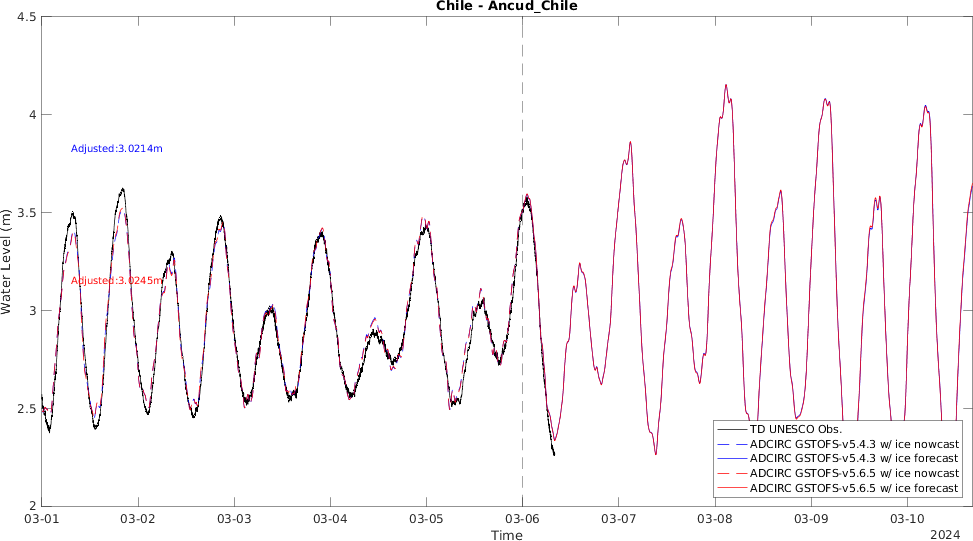 Chile - Ancud_Chile
4.5
4
3.5
3
2.5
2
Water Level (m)
Adjusted:3.0214m
Adjusted:3.0245m
TD UNESCO Obs.
ADCIRC GSTOFS-v5.4.3 w/ ice nowcast
ADCIRC GSTOFS-v5.4.3 w/ ice forecast
ADCIRC GSTOFS-v5.6.5 w/ ice nowcast
ADCIRC GSTOFS-v5.6.5 w/ ice forecast
03-01 03-02 03-03 03-04 03-05 03-06 03-07 03-08 03-09 03-10
Time
2024